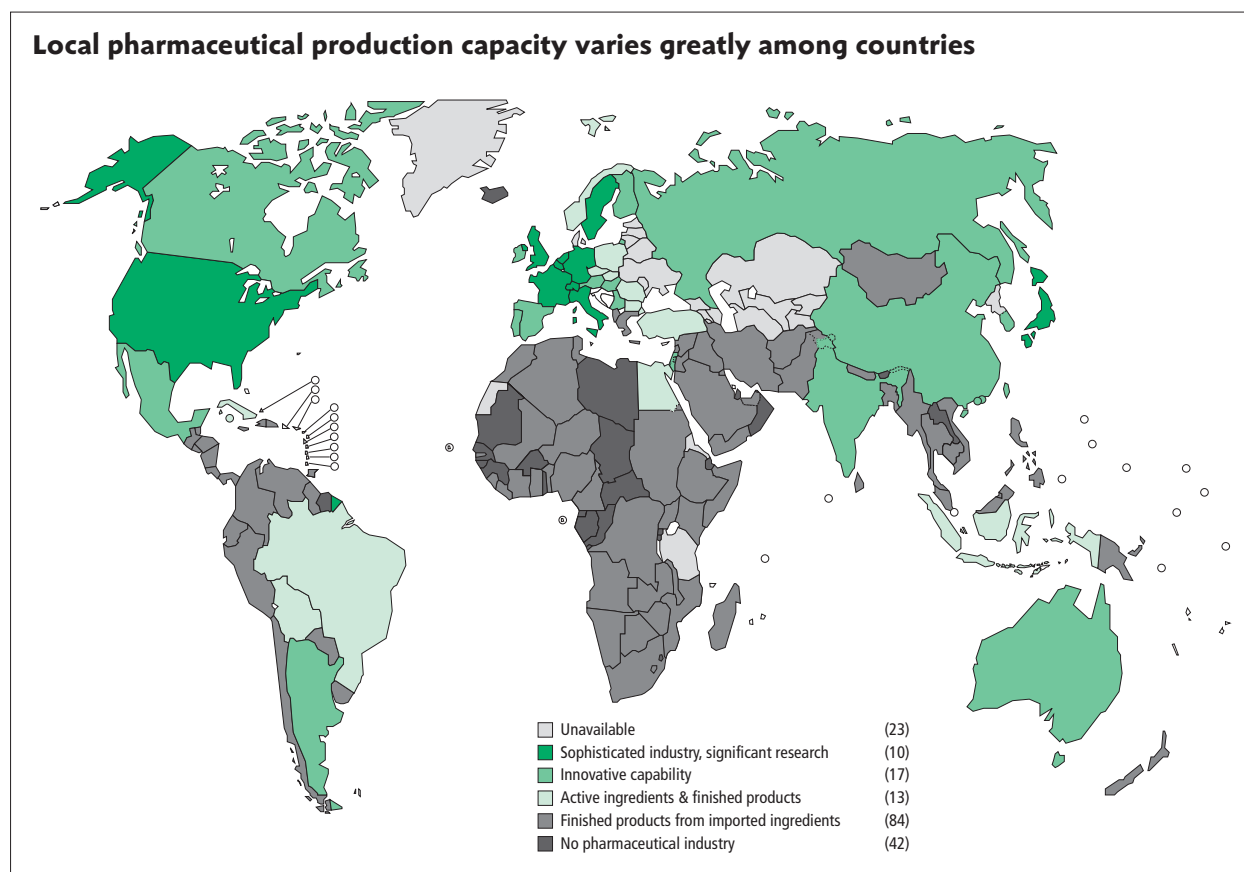 Local pharmaceutical production capacity varies greatly among countries
Unavailable (23)
Sophisticated industry, significant research (10)
Innovative capability (17)
Active ingredients & finished products (13)
Finished products from imported ingredients (84)
No pharmaceutical industry (42)